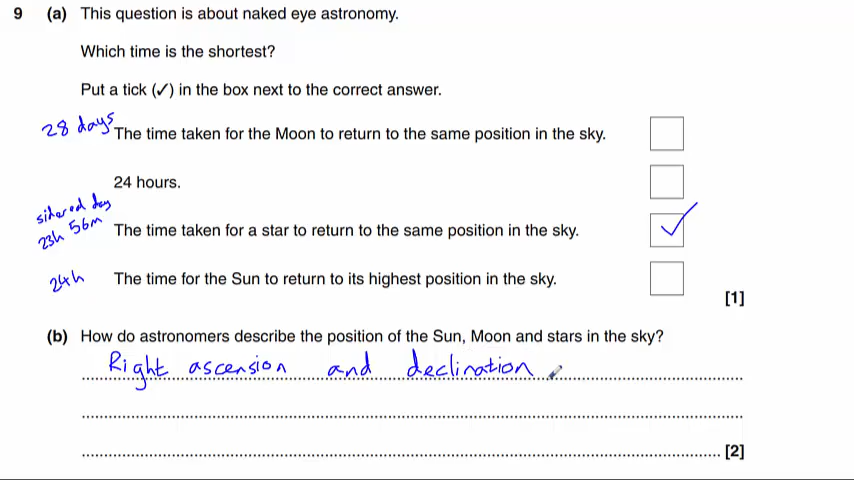 9 (a) This question is about naked eye astronomy.
Which time is the shortest?
Put a tick (✓) in the box next to the correct answer.
28 days The time taken for the Moon to return to the same position in the sky.
24 hours.
sidereal day
23h 56m The time taken for a star to return to the same position in the sky. ✓
24h The time for the Sun to return to its highest position in the sky.
[1]
(b) How do astronomers describe the position of the Sun, Moon and stars in the sky?
Right ascension and declination
[2]